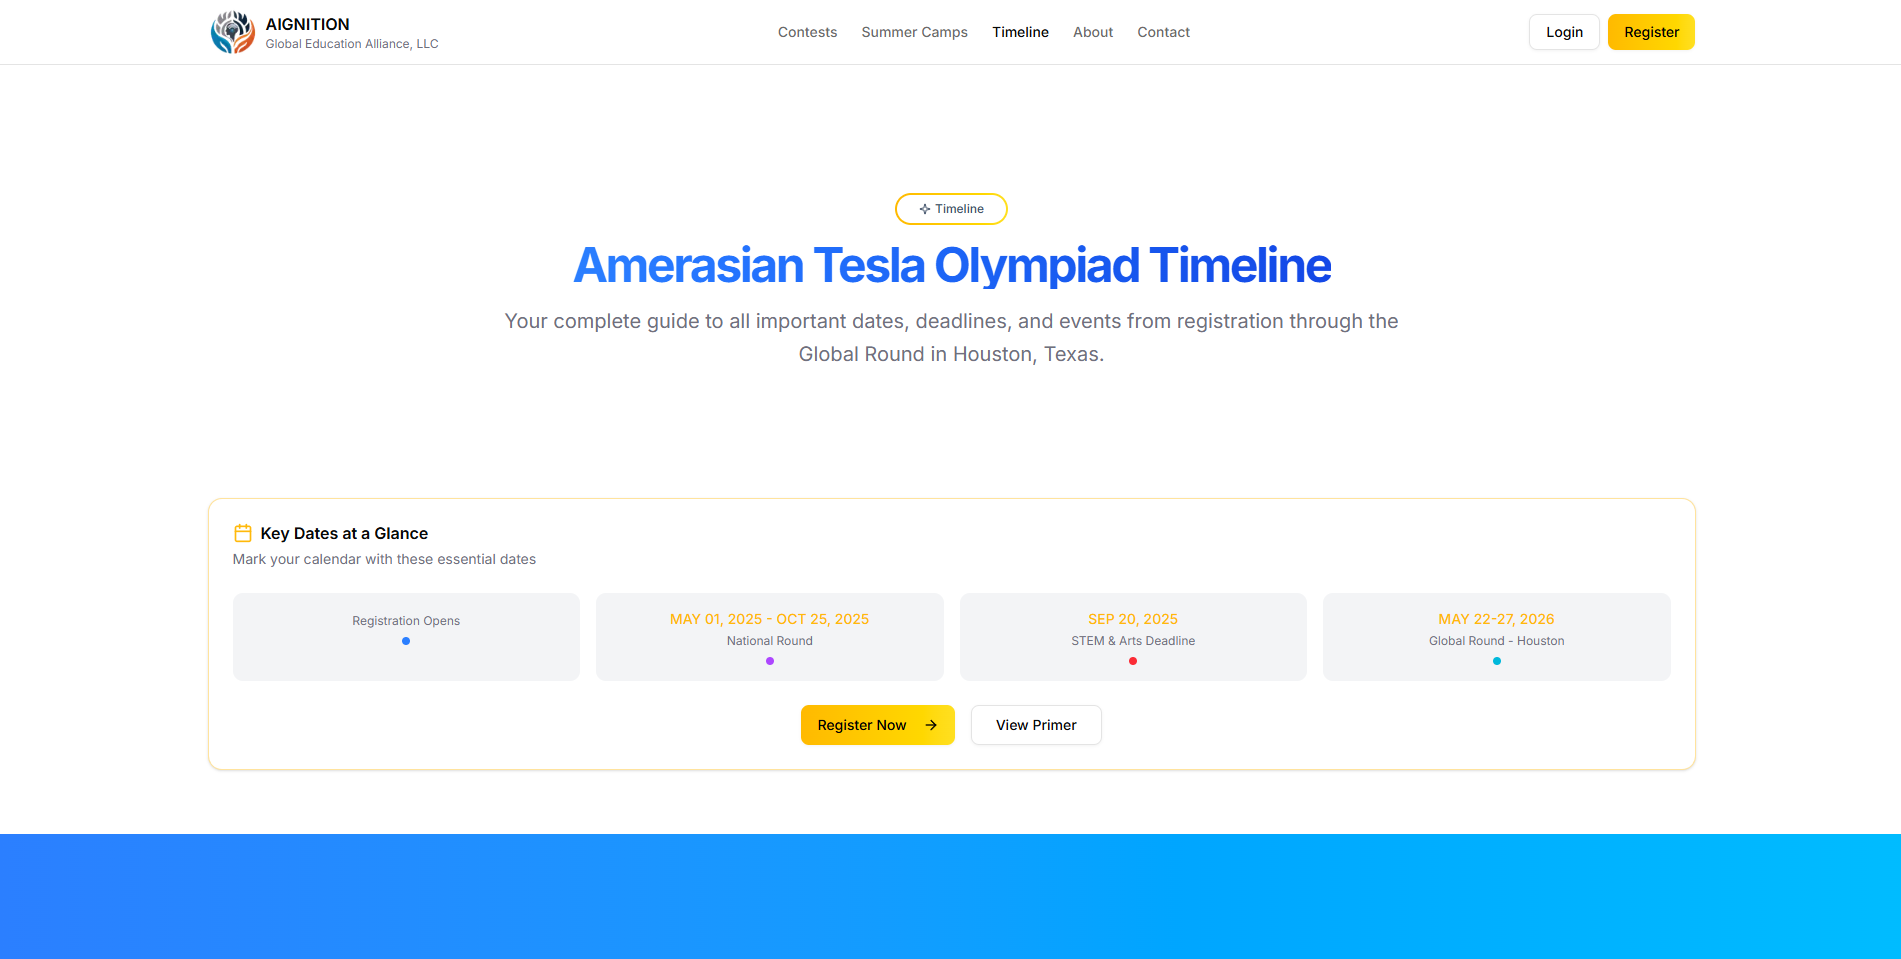 AIGNITION
Global Education Alliance, LLC
Contests
Summer Camps
Timeline
About
Contact
Login
Register
Timeline
Amerasian Tesla Olympiad Timeline
Your complete guide to all important dates, deadlines, and events from registration through the
Global Round in Houston, Texas.
Key Dates at a Glance
Mark your calendar with these essential dates
Registration Opens
MAY 01, 2025 - OCT 25, 2025
National Round
SEP 20, 2025
STEM & Arts Deadline
MAY 22-27, 2026
Global Round - Houston
Register Now
View Primer